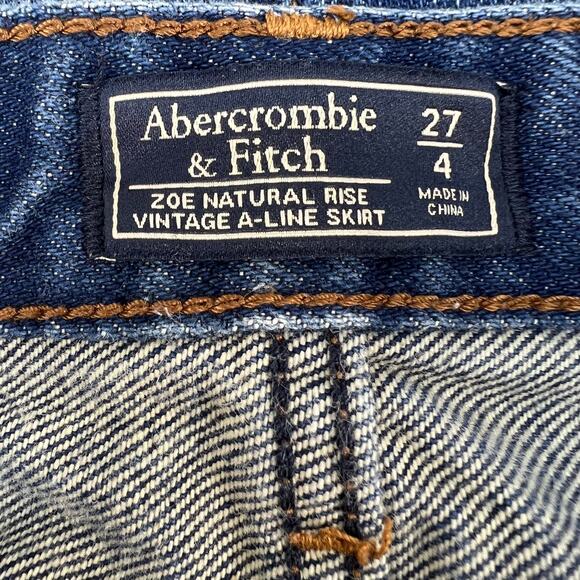 Abercrombie
& Fitch
ZOE NATURAL RISE
VINTAGE A-LINE SKIRT
27
4
MADE IN
CHINA